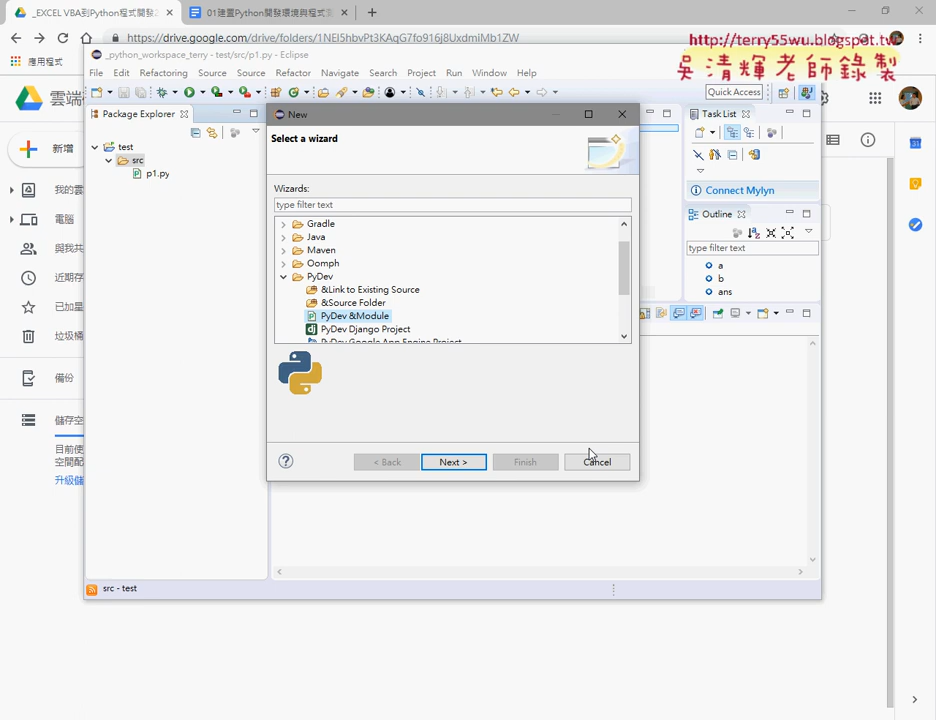 _EXCEL VBA到Python程式開發
01建置Python開發環境與程式測
https://drive.google.com/drive/folders/1NEI5hbvPt3KAqG7fo916j8UxdmiMb1ZW
http://terry55wu.blogspot.tw
吳清輝老師錄製
應用程式
雲端
新增
我的雲
電腦
與我共
近期存
已加星
垃圾桶
備份
儲存空
目前使
空間配
升級儲
_python_workspace_terry - test/src/p1.py - Eclipse
File Edit Refactoring Source Source Refactor Navigate Search Project Run Window Help
Quick Access
Package Explorer
test
src
p1.py
New
Select a wizard
Wizards:
type filter text
Gradle
Java
Maven
Oomph
PyDev
&Link to Existing Source
&Source Folder
PyDev &Module
PyDev Django Project
PyDev Google App Engine Project
< Back
Next >
Finish
Cancel
Task List
Connect Mylyn
Outline
type filter text
a
b
ans
src - test